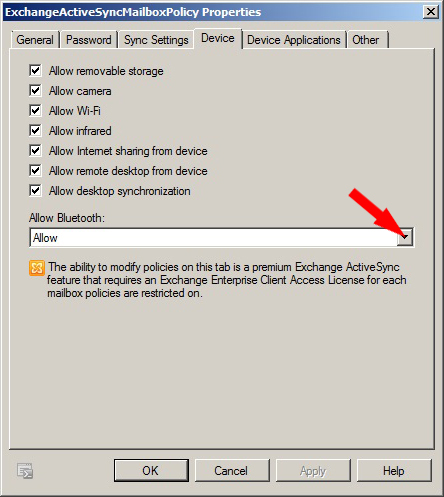 ExchangeActiveSyncMailboxPolicy Properties
General Password Sync Settings Device Device Applications Other
Allow removable storage
Allow camera
Allow Wi-Fi
Allow infrared
Allow Internet sharing from device
Allow remote desktop from device
Allow desktop synchronization
Allow Bluetooth:
Allow
The ability to modify policies on this tab is a premium Exchange ActiveSync
feature that requires an Exchange Enterprise Client Access License for each
mailbox policies are restricted on.
OK Cancel Apply Help